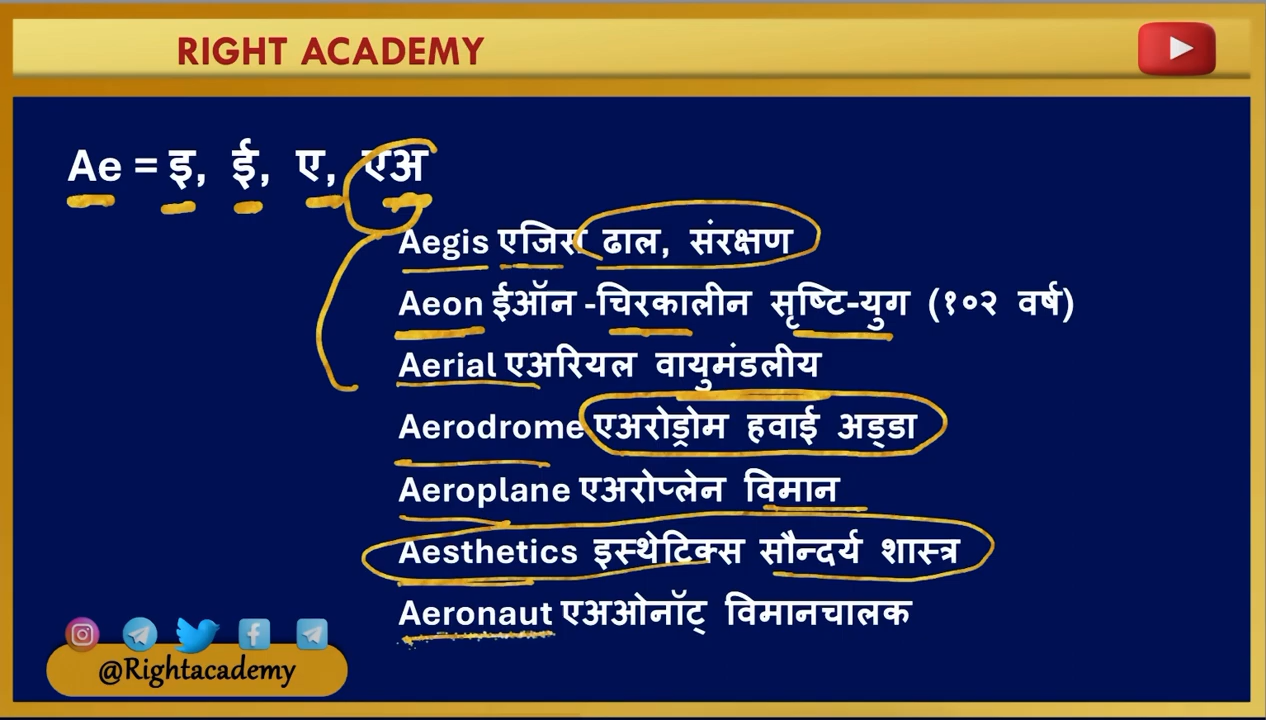 RIGHT ACADEMY
Ae = इ, ई, ए, एअ
Aegis एजिस ढाल, संरक्षण
Aeon ईऑन -चिरकालीन सृष्टि-युग (१०२ वर्ष)
Aerial एअरियल वायुमंडलीय
Aerodrome एअरोड्रोम हवाई अड्डा
Aeroplane एअरोप्लेन विमान
Aesthetics इस्थेटिक्स सौन्दर्य शास्त्र
Aeronaut एअओनॉट् विमानचालक
@Rightacademy